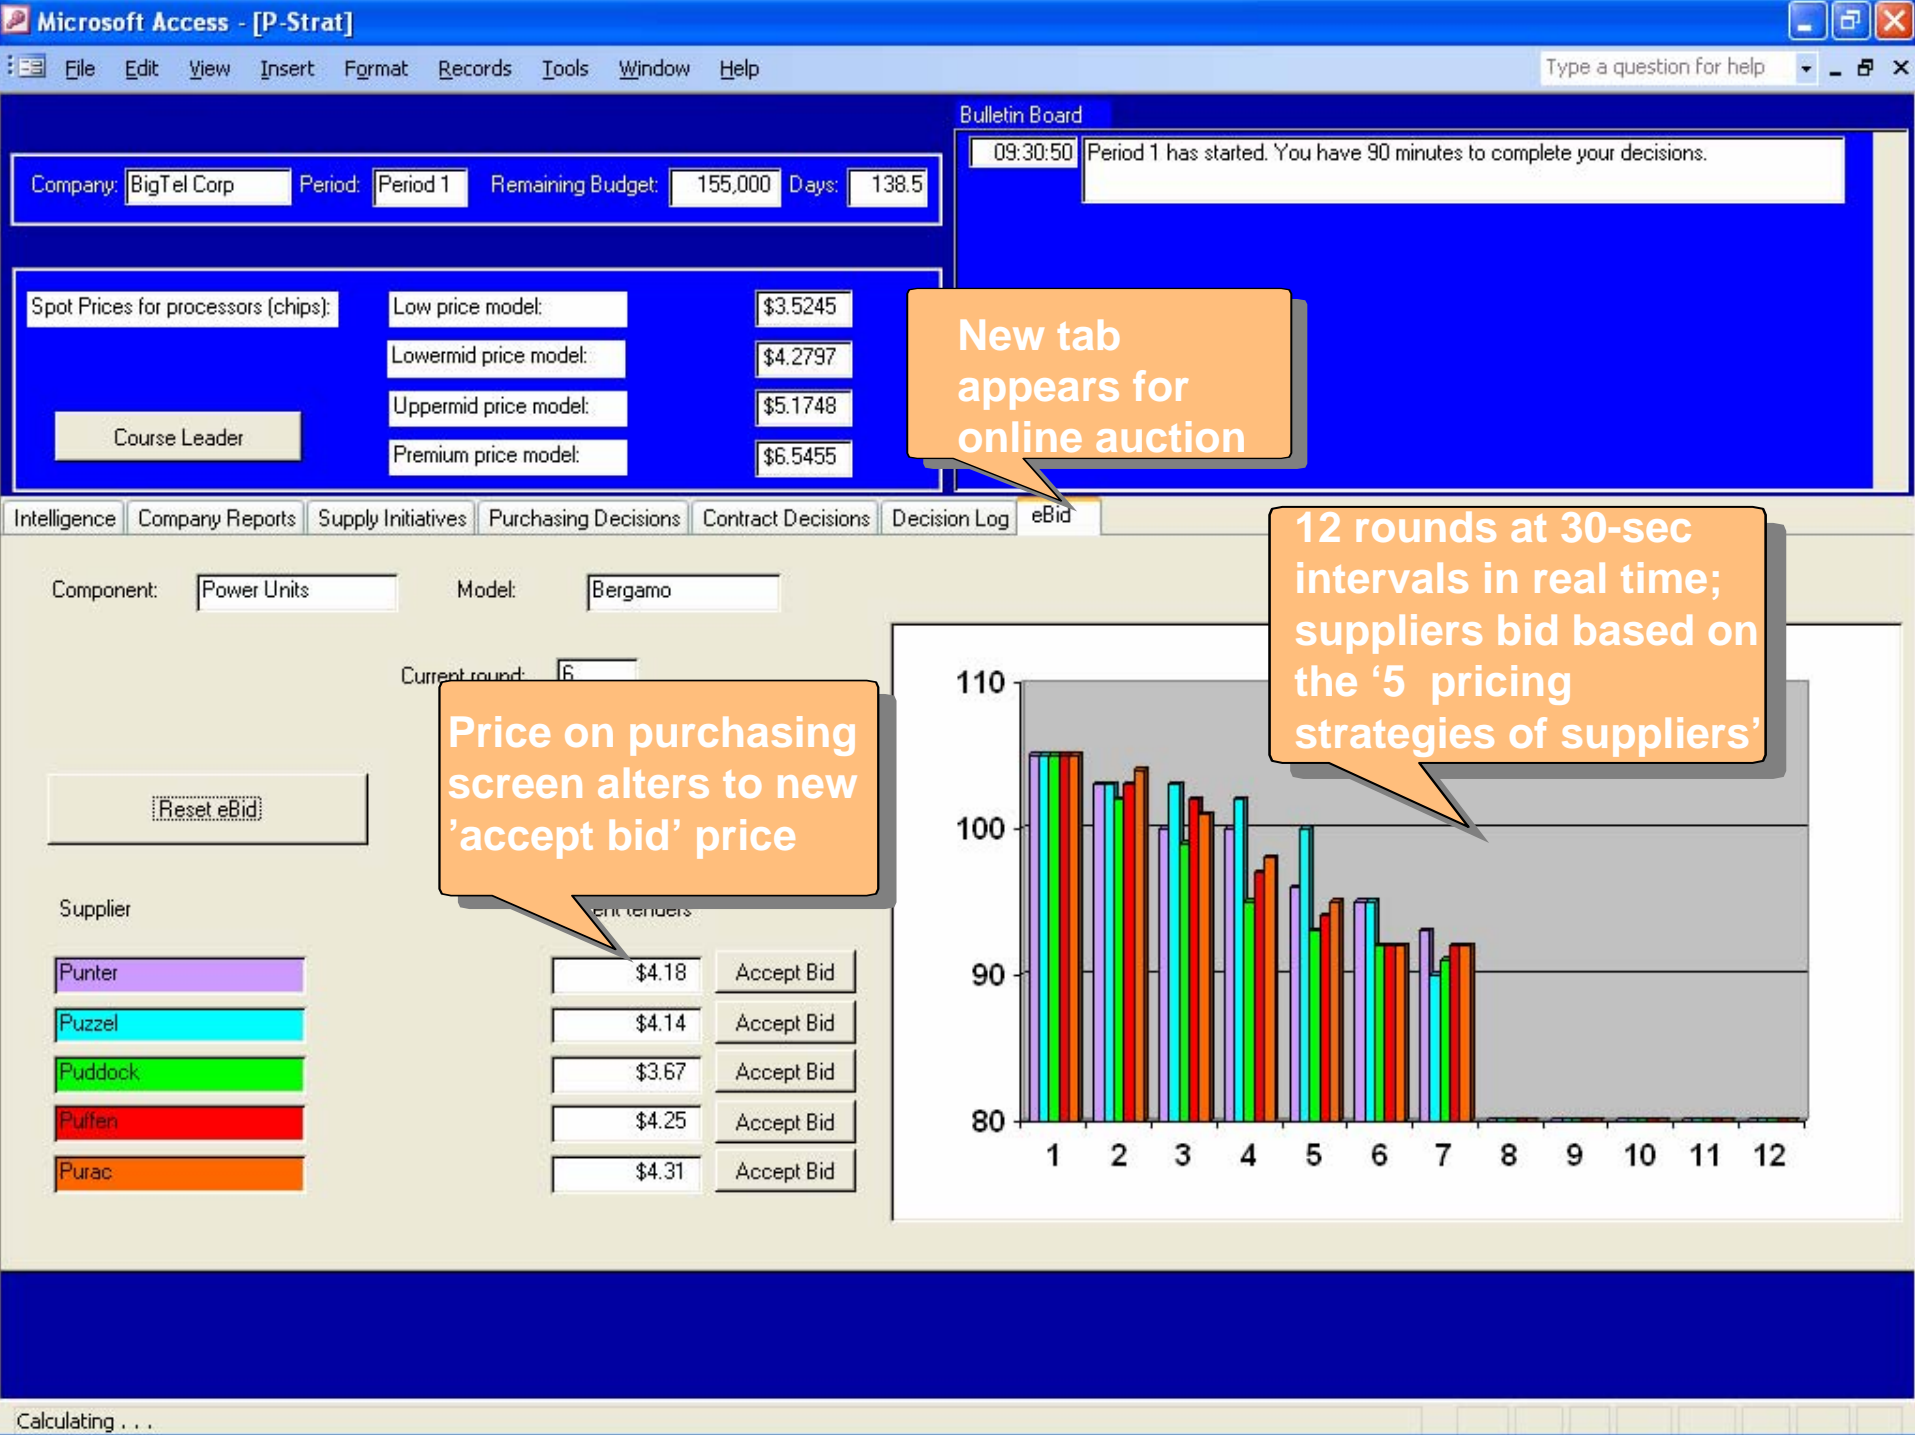 Microsoft Access - [P-Strat]
File Edit View Insert Format Records Tools Window Help
Type a question for help
Bulletin Board
09:30:50 Period 1 has started. You have 90 minutes to complete your decisions.
Company: BigTel Corp Period: Period 1 Remaining Budget: 155,000 Days: 138.5
Spot Prices for processors (chips): Low price model: $3.5245
Lowermid price model: $4.2797
Uppermid price model: $5.1748
Premium price model: $6.5455
Course Leader
New tab
appears for
online auction
Intelligence Company Reports Supply Initiatives Purchasing Decisions Contract Decisions Decision Log eBid
12 rounds at 30-sec
intervals in real time;
suppliers bid based on
the ‘5 pricing
strategies of suppliers’
Component: Power Units Model: Bergamo
Current round: 6
Price on purchasing
screen alters to new
’accept bid’ price
Reset eBid
Supplier tenders
Punter $4.18 Accept Bid
Puzzel $4.14 Accept Bid
Puddock $3.67 Accept Bid
Puffen $4.25 Accept Bid
Purac $4.31 Accept Bid
110
100
90
80
1 2 3 4 5 6 7 8 9 10 11 12
Calculating . . .